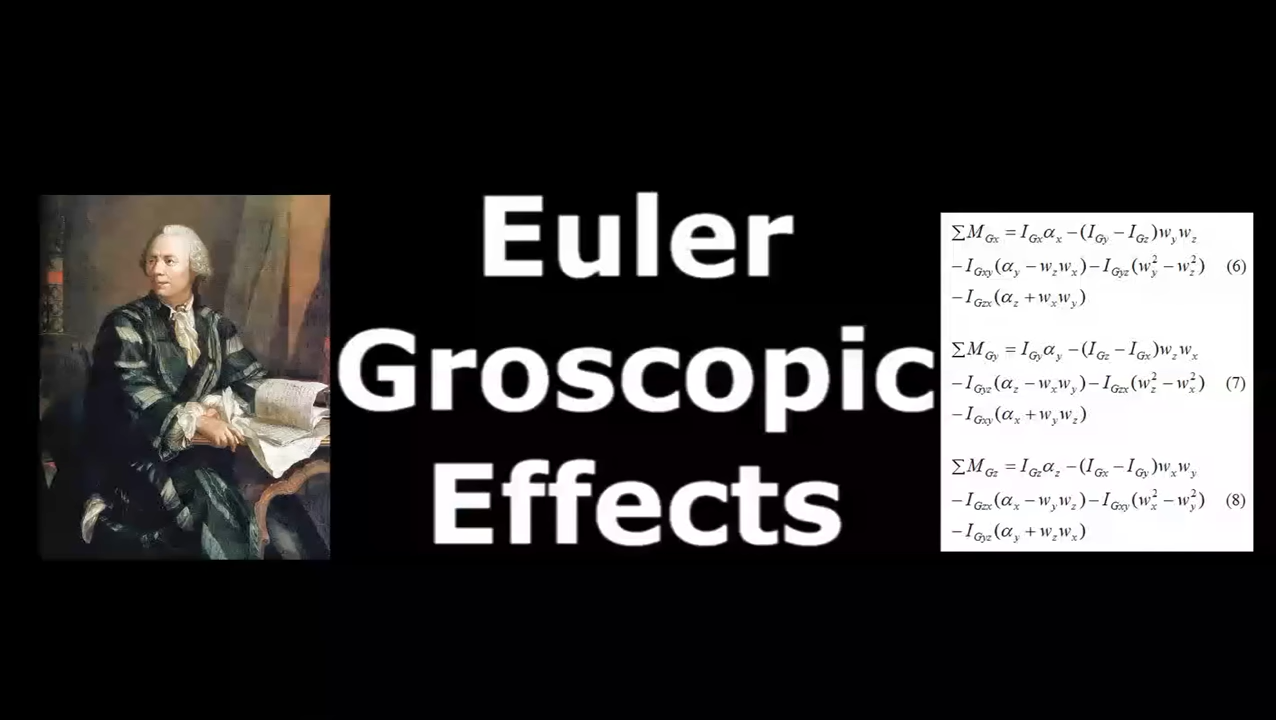 Euler
Groscopic
Effects
∑M_Gx = I_Gx α_x − (I_Gy − I_Gz)w_y w_z
− I_Gxy(α_y − w_z w_x) − I_Gyz(w_y^2 − w_z^2) (6)
− I_Gzx(α_z + w_x w_y)
∑M_Gy = I_Gy α_y − (I_Gz − I_Gx)w_z w_x
− I_Gyz(α_z − w_x w_y) − I_Gzx(w_z^2 − w_x^2) (7)
− I_Gxy(α_x + w_y w_z)
∑M_Gz = I_Gz α_z − (I_Gx − I_Gy)w_x w_y
− I_Gzx(α_x − w_y w_z) − I_Gxy(w_x^2 − w_y^2) (8)
− I_Gyz(α_y + w_z w_x)